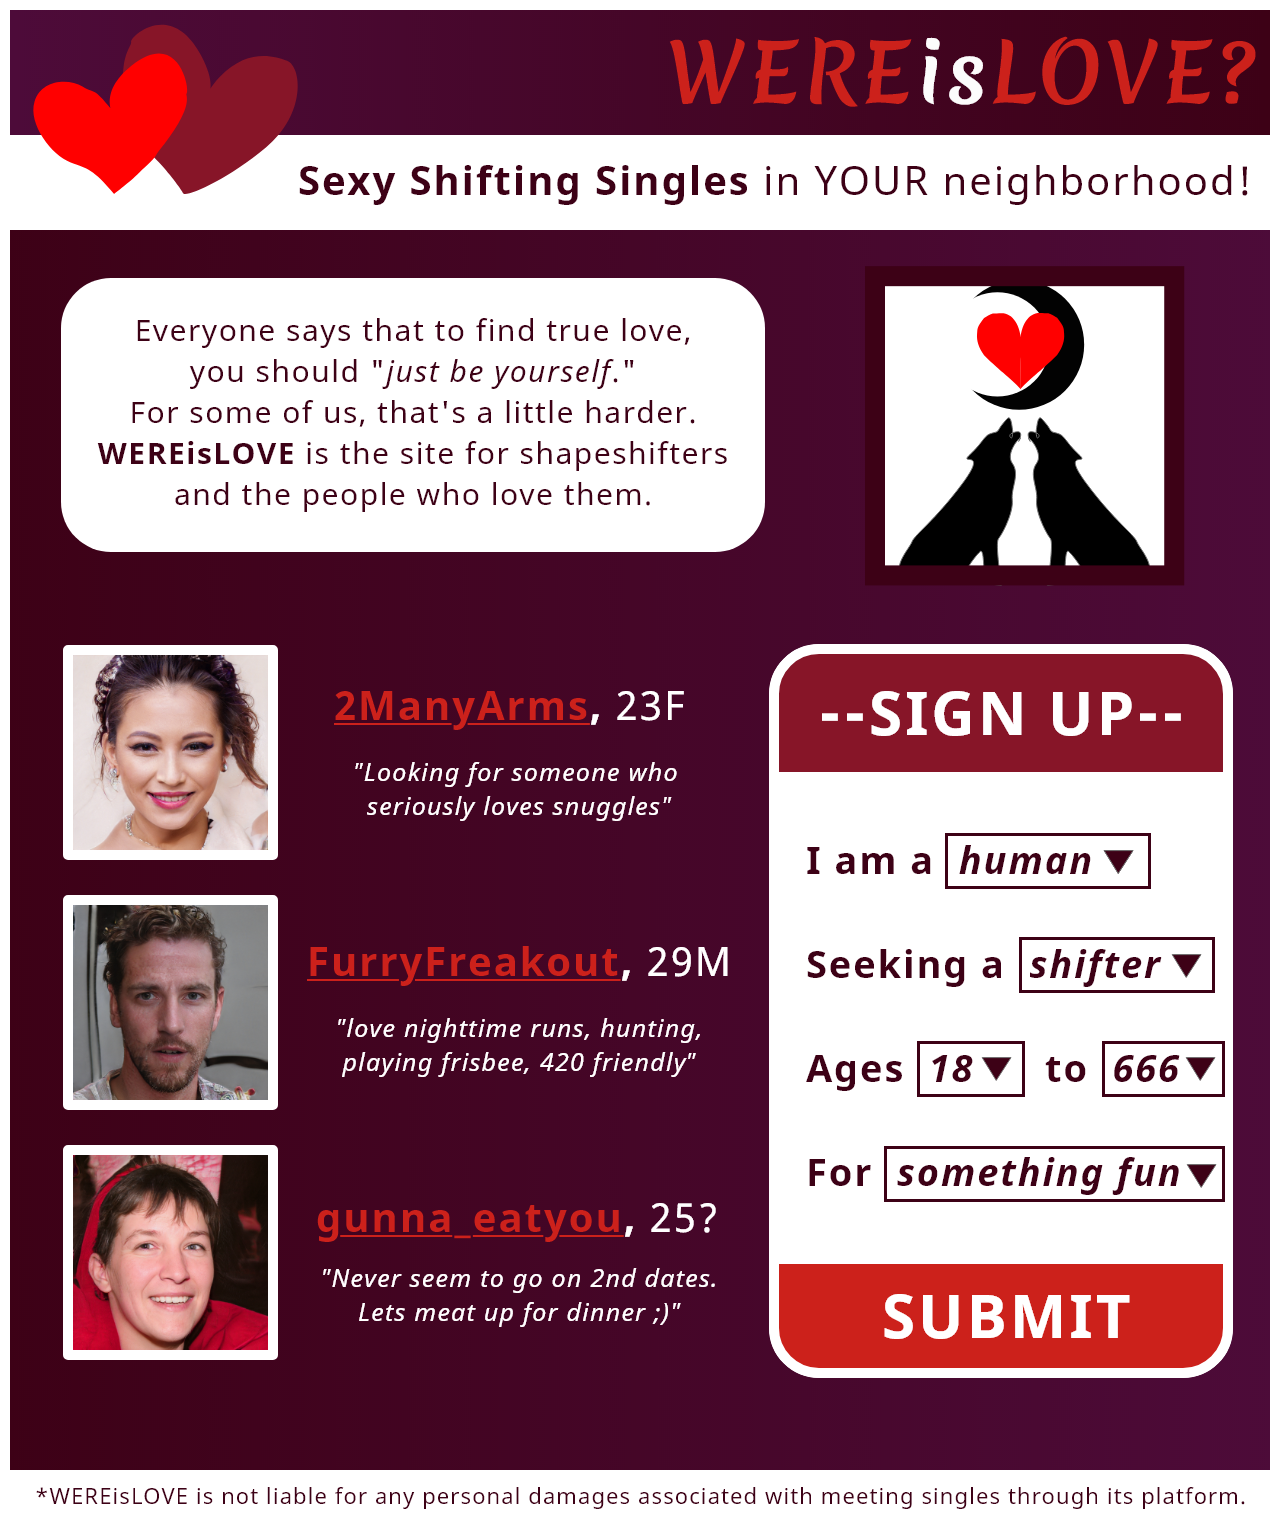 WEREisLOVE?
Sexy Shifting Singles in YOUR neighborhood!
Everyone says that to find true love,
you should "just be yourself."
For some of us, that's a little harder.
WEREisLOVE is the site for shapeshifters
and the people who love them.
2ManyArms, 23F
"Looking for someone who
seriously loves snuggles"
FurryFreakout, 29M
"love nighttime runs, hunting,
playing frisbee, 420 friendly"
gunna_eatyou, 25?
"Never seem to go on 2nd dates.
Lets meat up for dinner ;)"
--SIGN UP--
I am a human
Seeking a shifter
Ages 18 to 666
For something fun
SUBMIT
*WEREisLOVE is not liable for any personal damages associated with meeting singles through its platform.